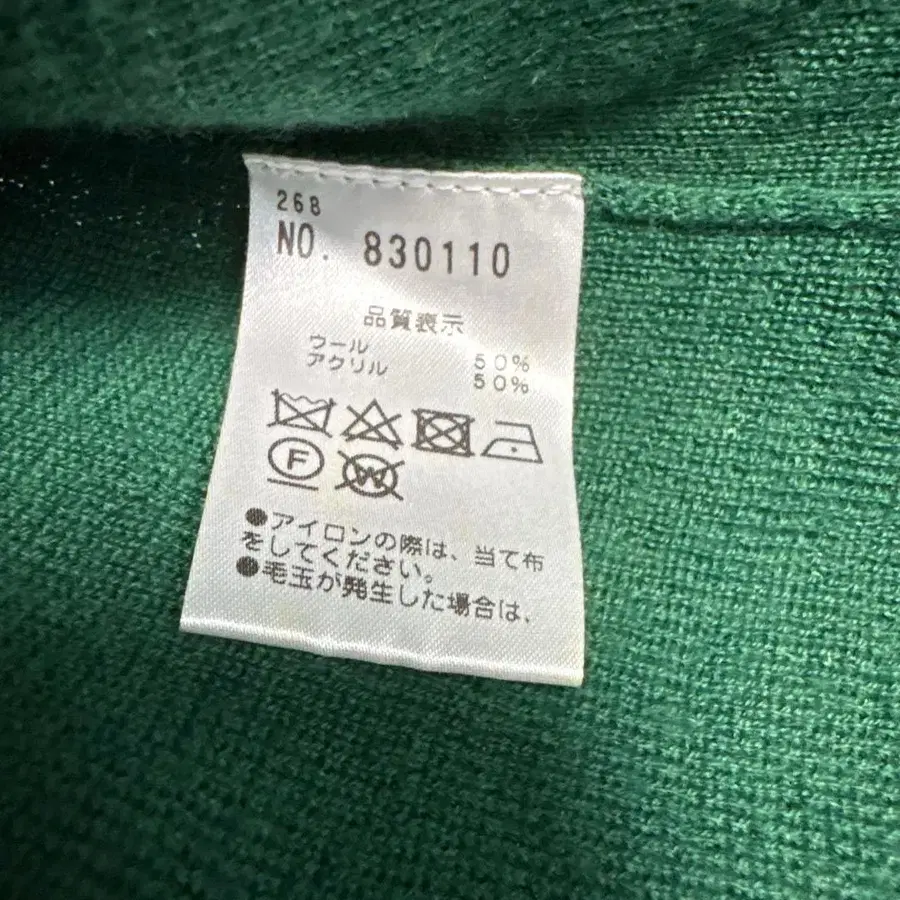 268
NO. 830110
品質表示
ウール 50%
アクリル 50%
F
W
●アイロンの際は、当て布
をしてください。
●毛玉が発生した場合は、